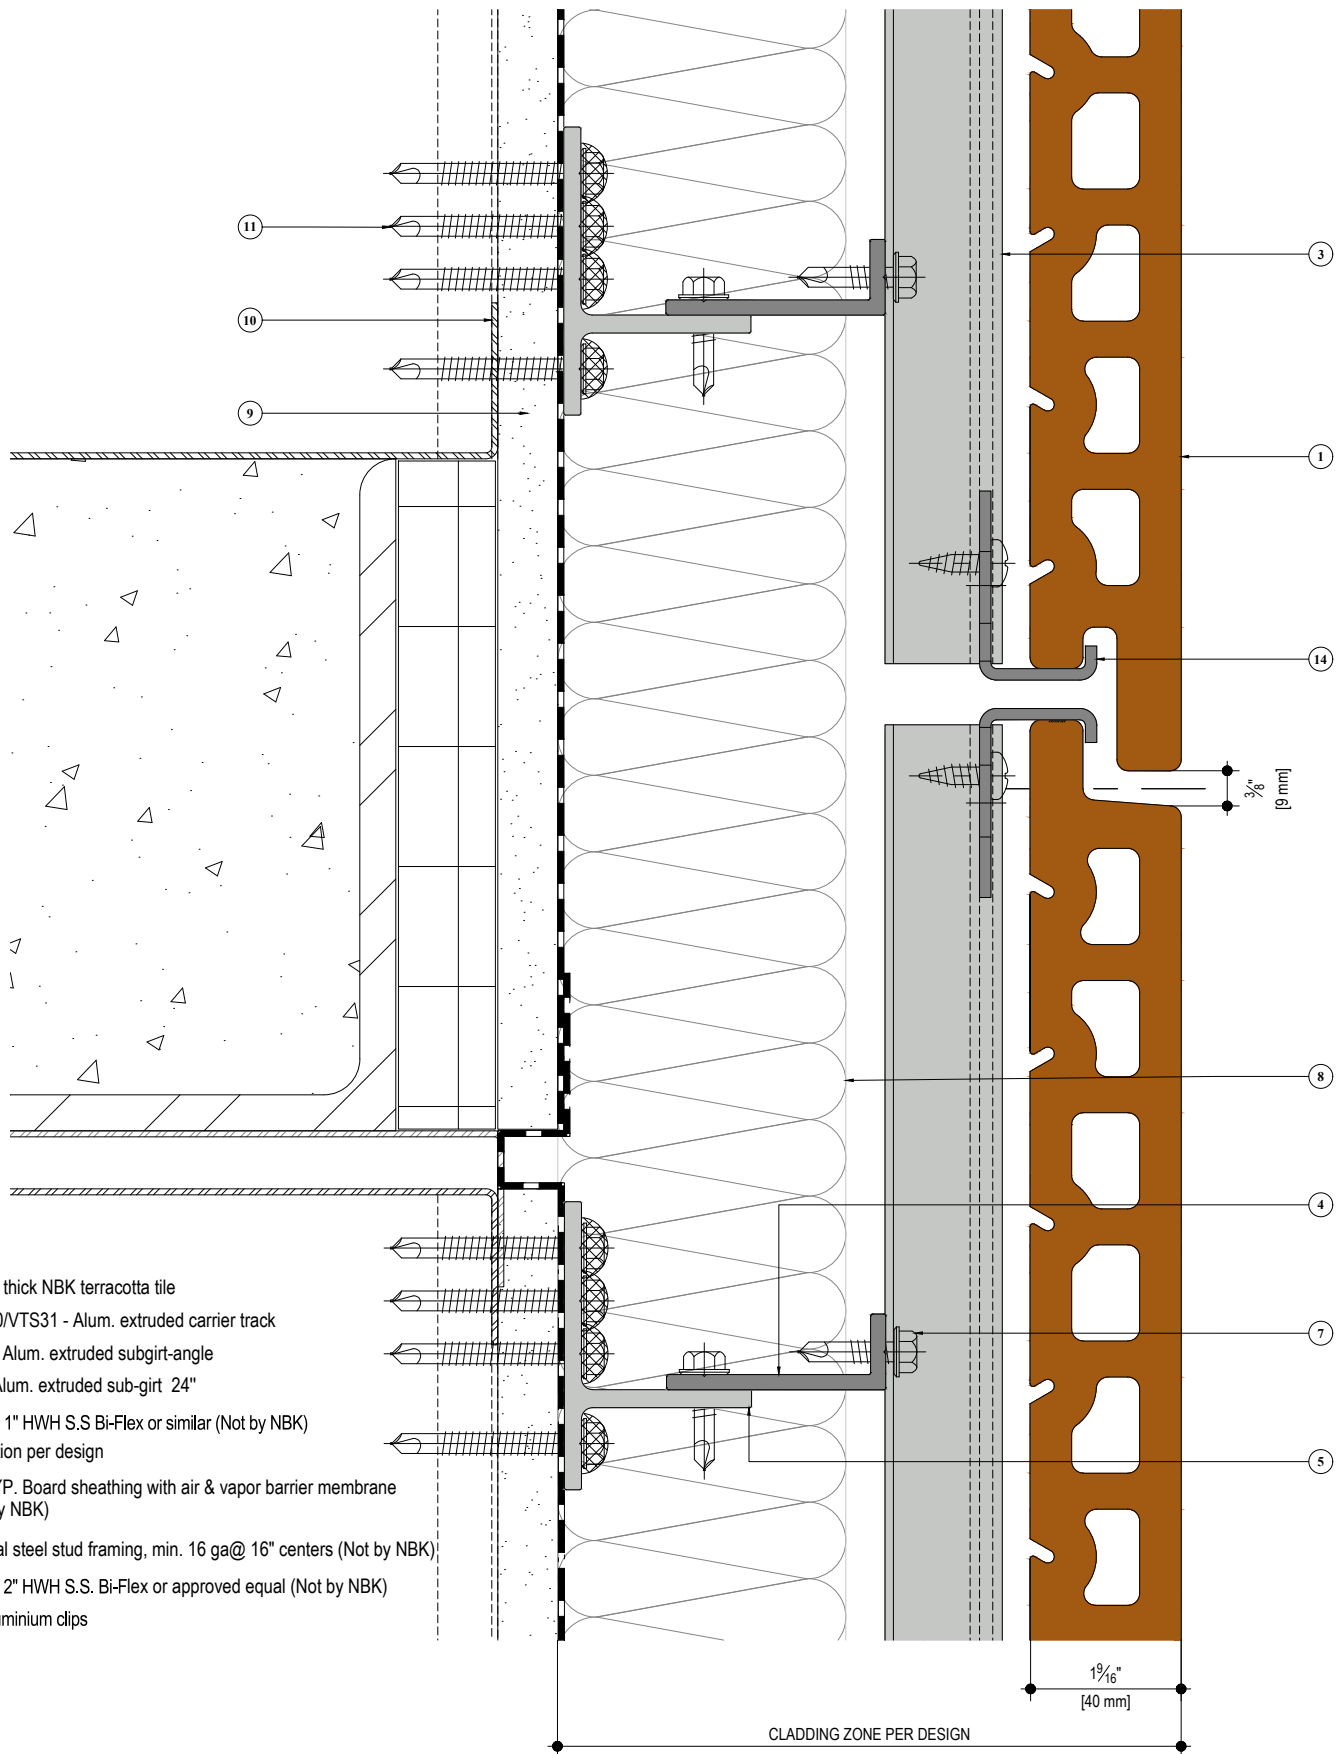 11
3
10
9
1
14
3/8"
[9 mm]
8
4
7
5
thick NBK terracotta tile
/VTS31 - Alum. extruded carrier track
Alum. extruded subgirt-angle
Alum. extruded sub-girt 24"
1" HWH S.S Bi-Flex or similar (Not by NBK)
tion per design
YP. Board sheathing with air & vapor barrier membrane
y NBK)
al steel stud framing, min. 16 ga@ 16" centers (Not by NBK)
2" HWH S.S. Bi-Flex or approved equal (Not by NBK)
uminium clips
1 9/16"
[40 mm]
CLADDING ZONE PER DESIGN